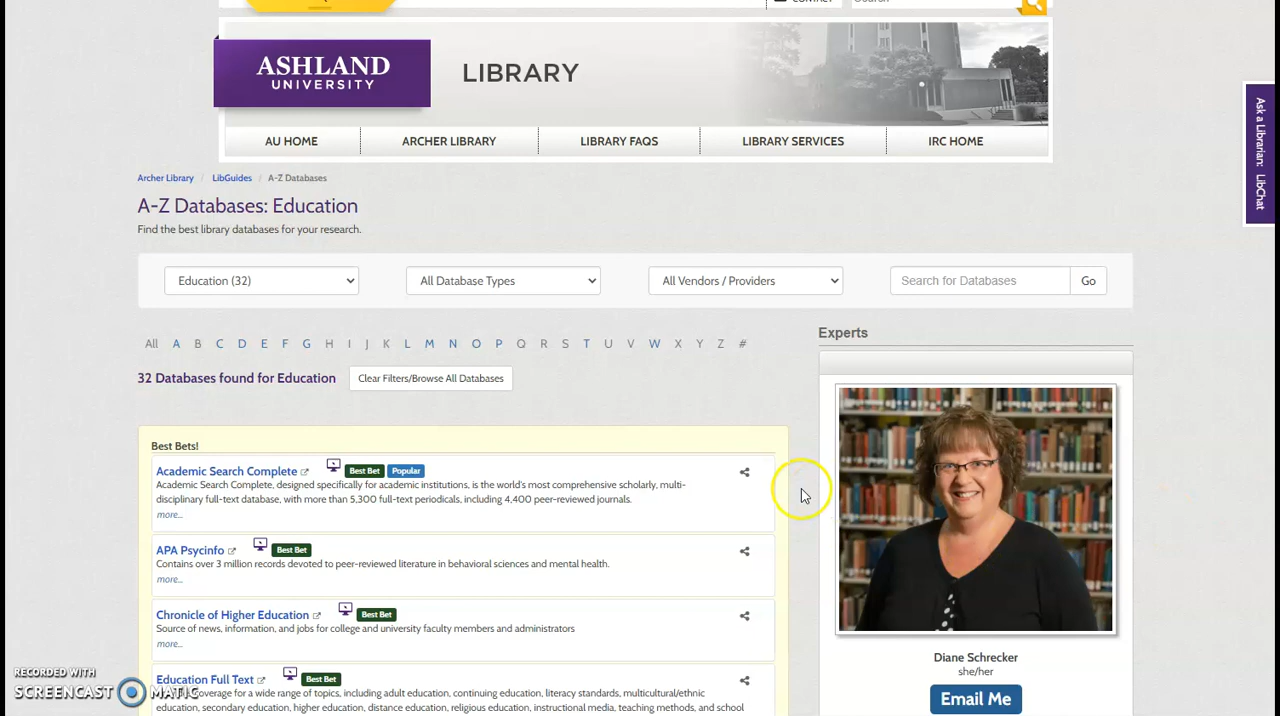 CONTACT
ASHLAND
UNIVERSITY
LIBRARY
AU HOME
ARCHER LIBRARY
LIBRARY FAQS
LIBRARY SERVICES
IRC HOME
Ask a Librarian: LibChat
Archer Library / LibGuides / A-Z Databases
A-Z Databases: Education
Find the best library databases for your research.
Education (32)
All Database Types
All Vendors / Providers
Search for Databases
Go
All A B C D E F G H I J K L M N O P Q R S T U V W X Y Z #
32 Databases found for Education
Clear Filters/Browse All Databases
Best Bets!
Academic Search Complete Best Bet Popular
Academic Search Complete, designed specifically for academic institutions, is the world's most comprehensive scholarly, multi-
disciplinary full-text database, with more than 5,300 full-text periodicals, including 4,400 peer-reviewed journals.
more...
APA Psycinfo Best Bet
Contains over 3 million records devoted to peer-reviewed literature in behavioral sciences and mental health.
more...
Chronicle of Higher Education Best Bet
Source of news, information, and jobs for college and university faculty members and administrators
more...
Education Full Text Best Bet
coverage for a wide range of topics, including adult education, continuing education, literacy standards, multicultural/ethnic
education, secondary education, higher education, distance education, religious education, instructional media, teaching methods, and school
Experts
Diane Schrecker
she/her
Email Me
RECORDED WITH
SCREENCAST MATIC